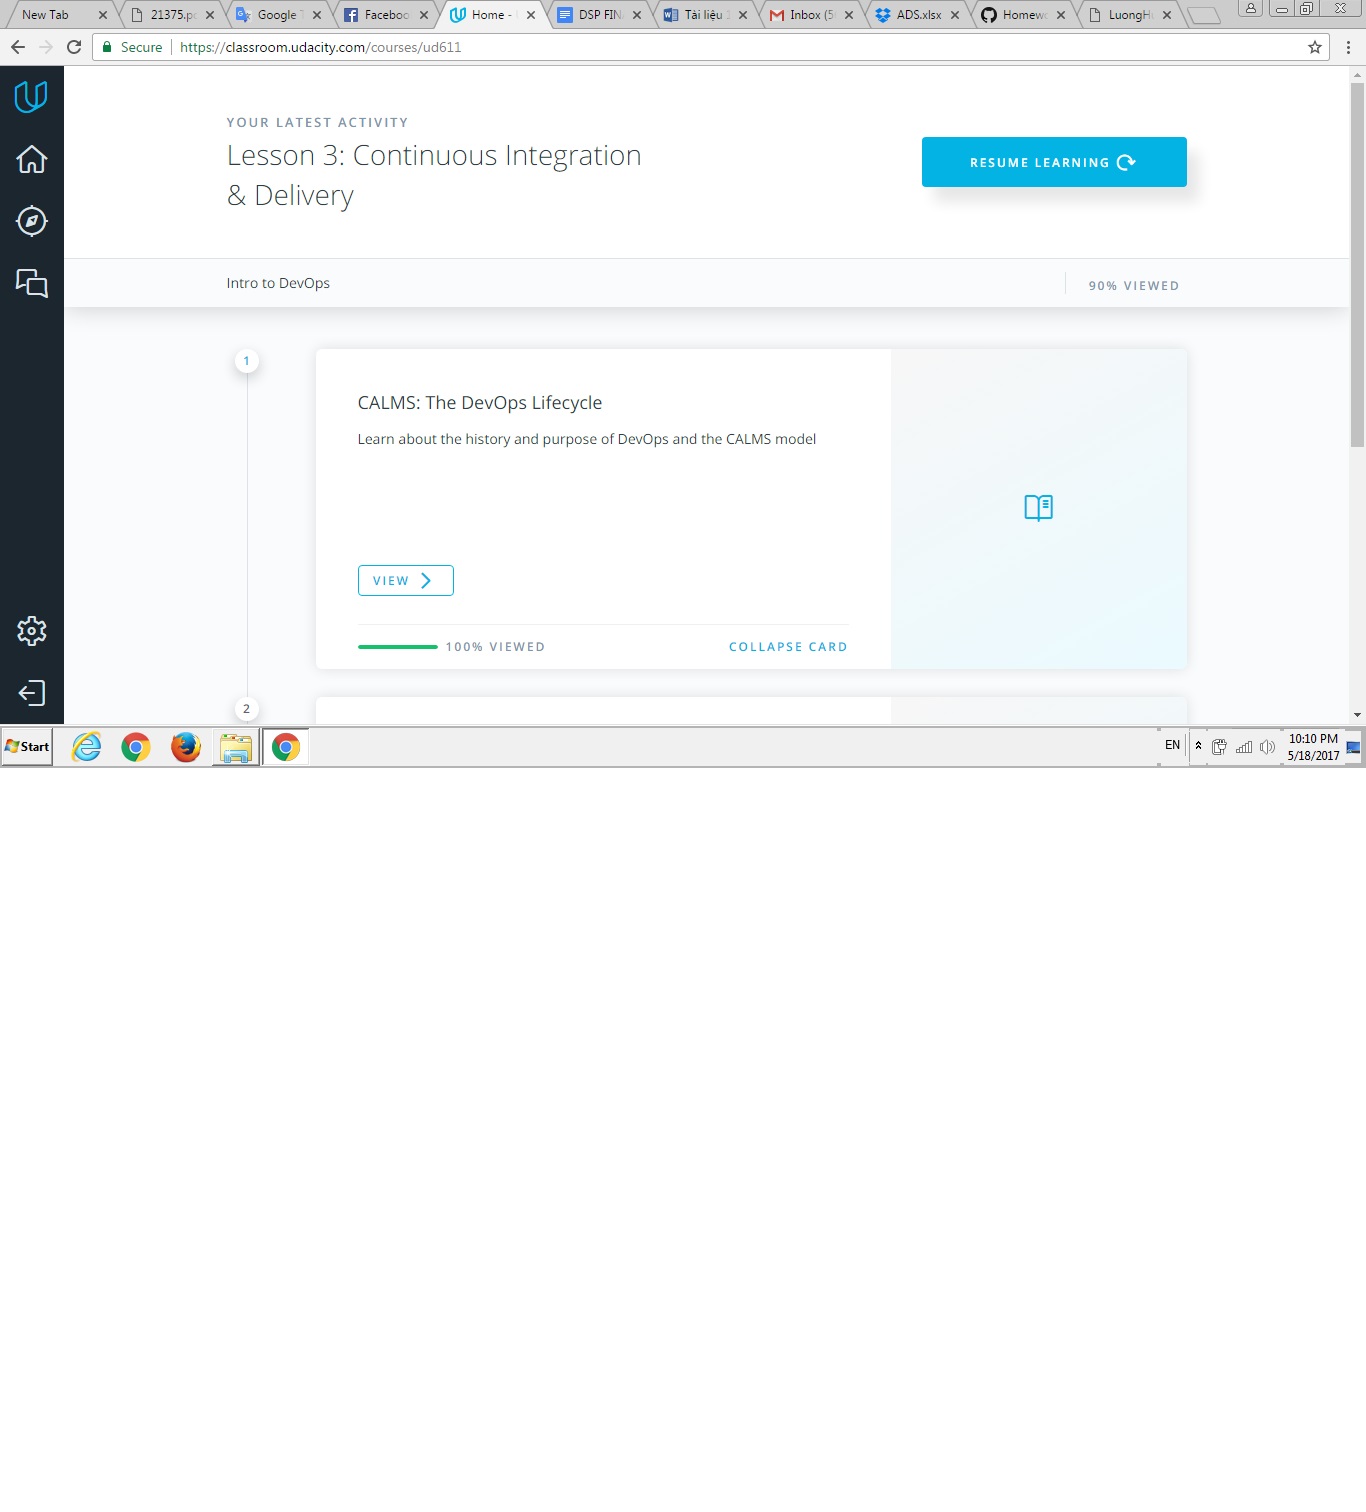 New Tab
21375.pd
Google T
Faceboo
Home -
DSP FIN
Tài liệu
Inbox (5
ADS.xlsx
Homewo
LuongH
Secure
https://classroom.udacity.com/courses/ud611
YOUR LATEST ACTIVITY
Lesson 3: Continuous Integration
& Delivery
RESUME LEARNING
Intro to DevOps
90% VIEWED
1
CALMS: The DevOps Lifecycle
Learn about the history and purpose of DevOps and the CALMS model
VIEW
100% VIEWED
COLLAPSE CARD
2
Start
EN
10:10 PM
5/18/2017